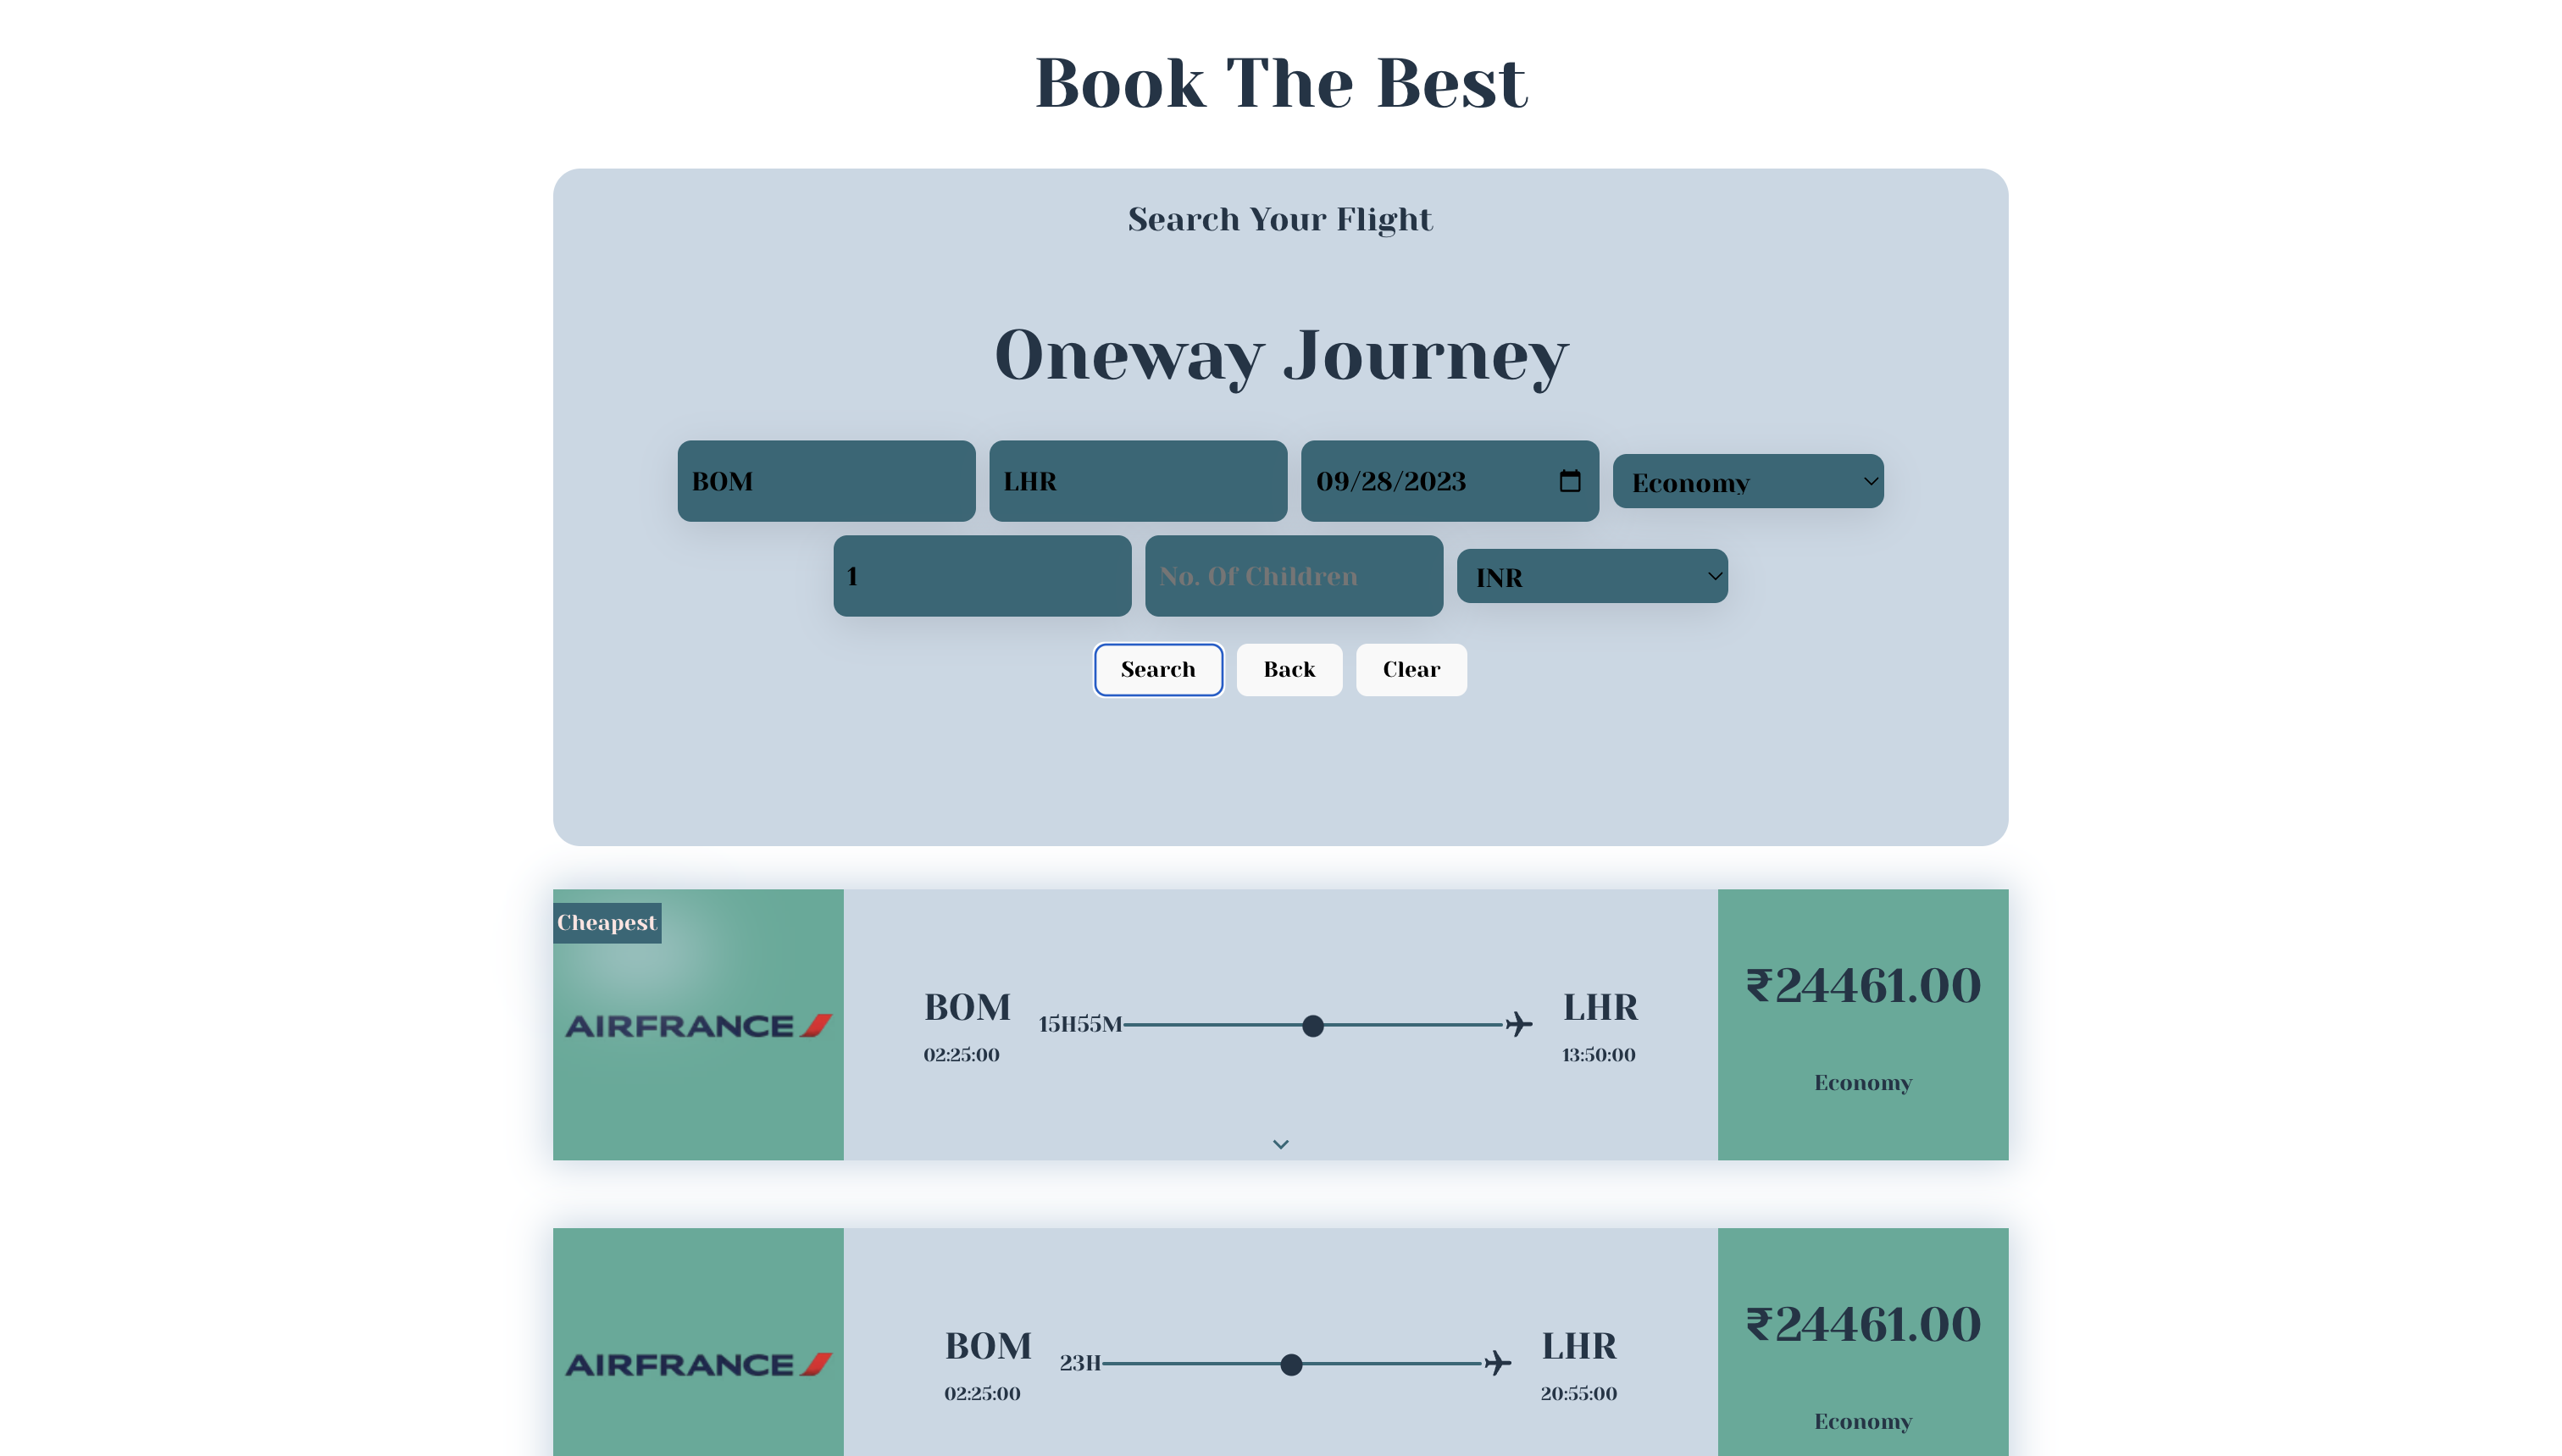 Book The Best
Search Your Flight
Oneway Journey
BOM LHR 09/28/2023 Economy
1 No. Of Children INR
Search Back Clear
Cheapest
AIRFRANCE
BOM 15H55M LHR
02:25:00 13:50:00
₹24461.00
Economy
AIRFRANCE
BOM 23H LHR
02:25:00 20:55:00
₹24461.00
Economy